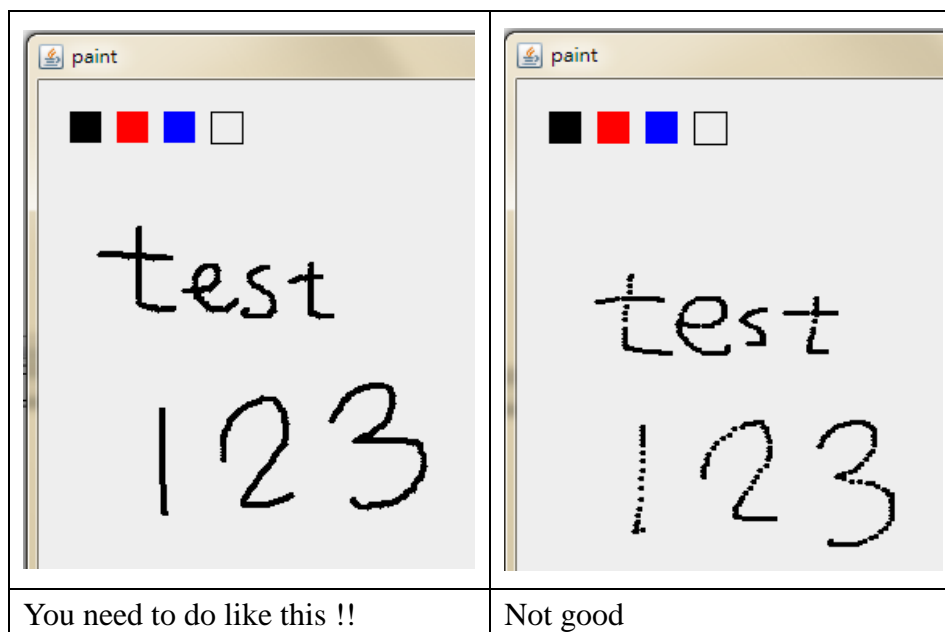 paint
test
123
You need to do like this !!
paint
test
123
Not good